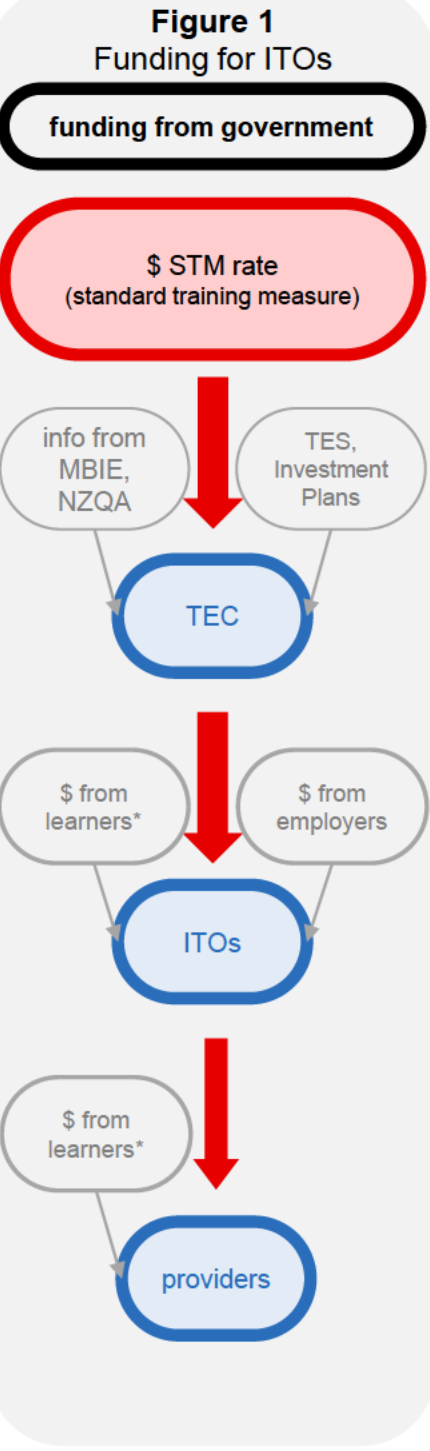 Figure 1
Funding for ITOs
funding from government
$ STM rate
(standard training measure)
info from
MBIE,
NZQA
TES,
Investment
Plans
TEC
$ from
learners*
$ from
employers
ITOs
$ from
learners*
providers